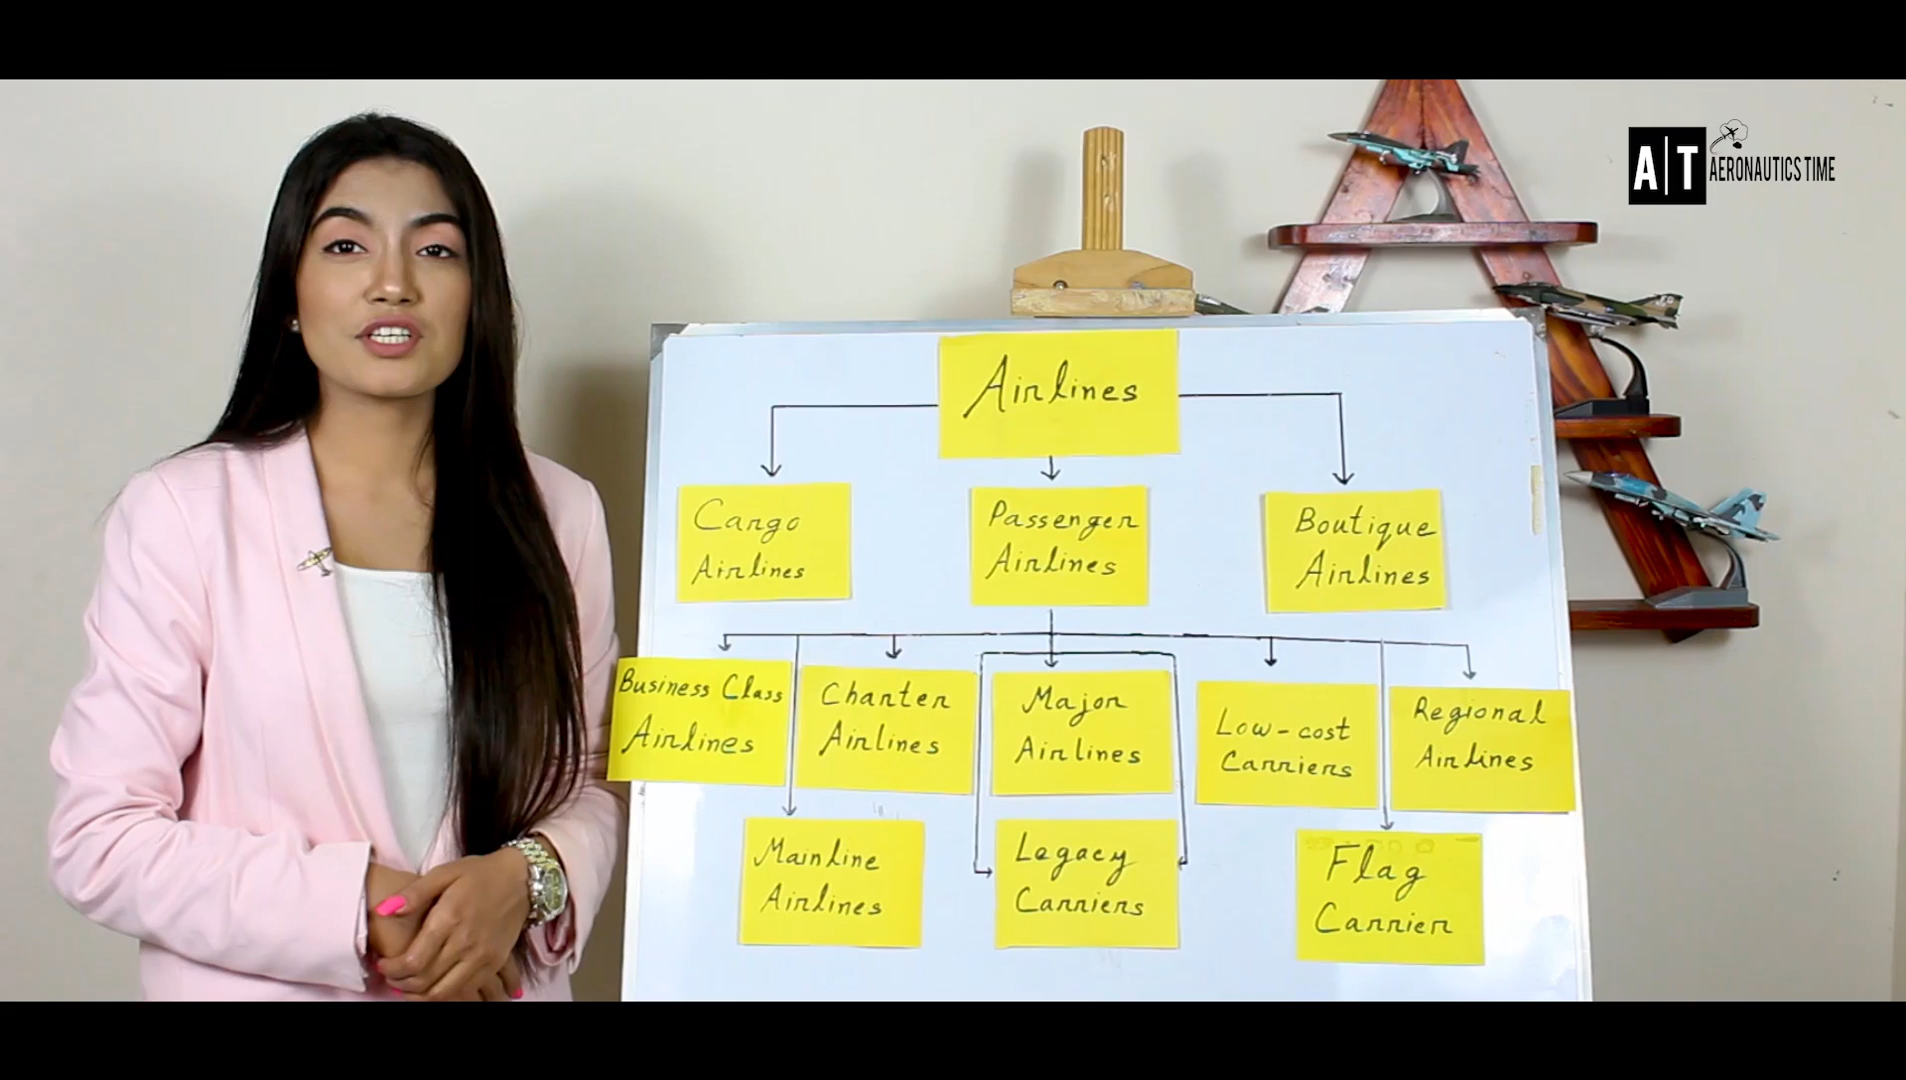 A|T AERONAUTICS TIME
Airlines
Cargo
Airlines
Passenger
Airlines
Boutique
Airlines
Business Class
Airlines
Charter
Airlines
Major
Airlines
Low-cost
Carriers
Regional
Airlines
Mainline
Airlines
Legacy
Carriers
Flag
Carrier